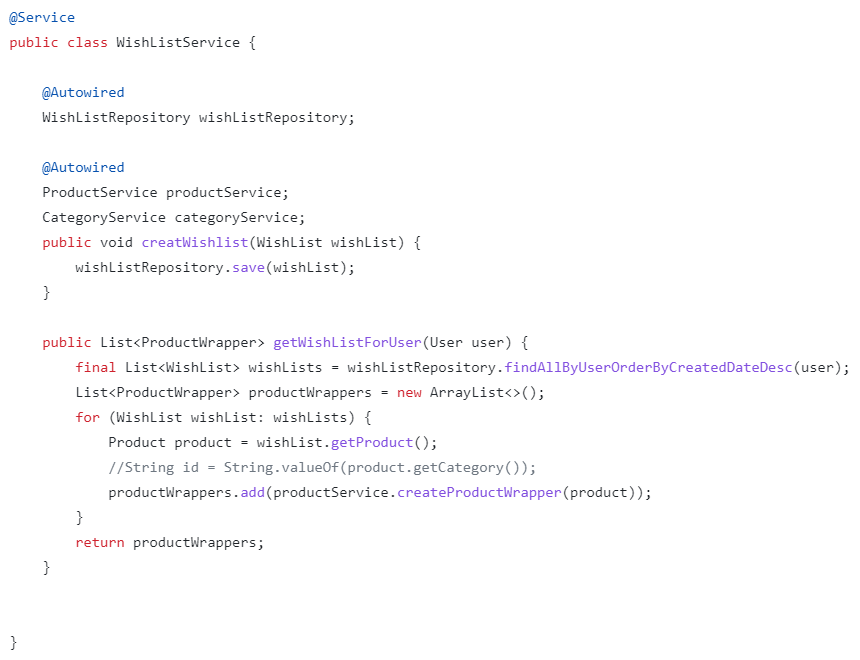 @Service
public class WishListService {
    @Autowired
    WishListRepository wishListRepository;
    @Autowired
    ProductService productService;
    CategoryService categoryService;
    public void creatWishlist(WishList wishList) {
        wishListRepository.save(wishList);
    }
    public List<ProductWrapper> getWishListForUser(User user) {
        final List<WishList> wishLists = wishListRepository.findAllByUserOrderByCreatedDateDesc(user);
        List<ProductWrapper> productWrappers = new ArrayList<>();
        for (WishList wishList: wishLists) {
            Product product = wishList.getProduct();
            //String id = String.valueOf(product.getCategory());
            productWrappers.add(productService.createProductWrapper(product));
        }
        return productWrappers;
    }
}